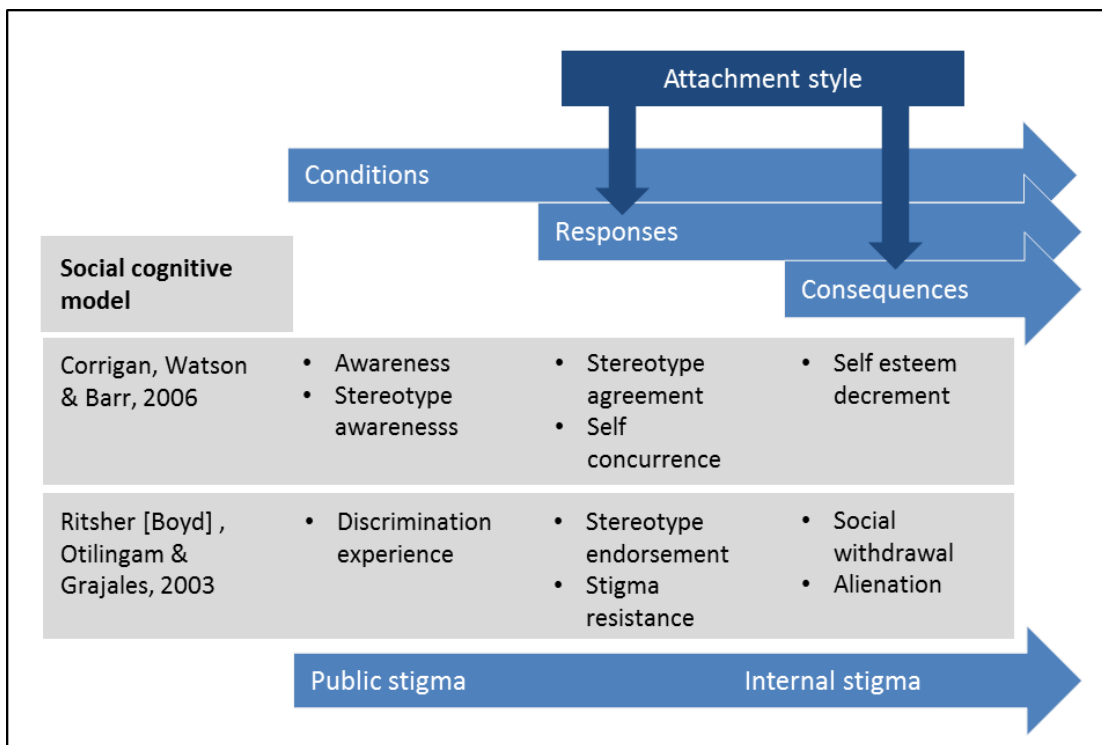 Attachment style
Conditions
Responses
Consequences
Social cognitive
model
Corrigan, Watson
& Barr, 2006
• Awareness
• Stereotype
awarenesss
• Stereotype
agreement
• Self
concurrence
• Self esteem
decrement
Ritsher [Boyd] ,
Otilingam &
Grajales, 2003
• Discrimination
experience
• Stereotype
endorsement
• Stigma
resistance
• Social
withdrawal
• Alienation
Public stigma
Internal stigma